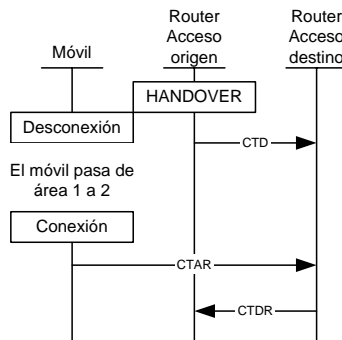 Móvil
Router
Acceso
origen
Router
Acceso
destino
HANDOVER
Desconexión
CTD
El móvil pasa de
área 1 a 2
Conexión
CTAR
CTDR